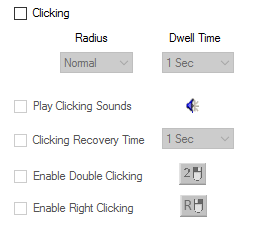 Clicking
Radius Dwell Time
Normal 1 Sec
Play Clicking Sounds
Clicking Recovery Time 1 Sec
Enable Double Clicking 2
Enable Right Clicking R